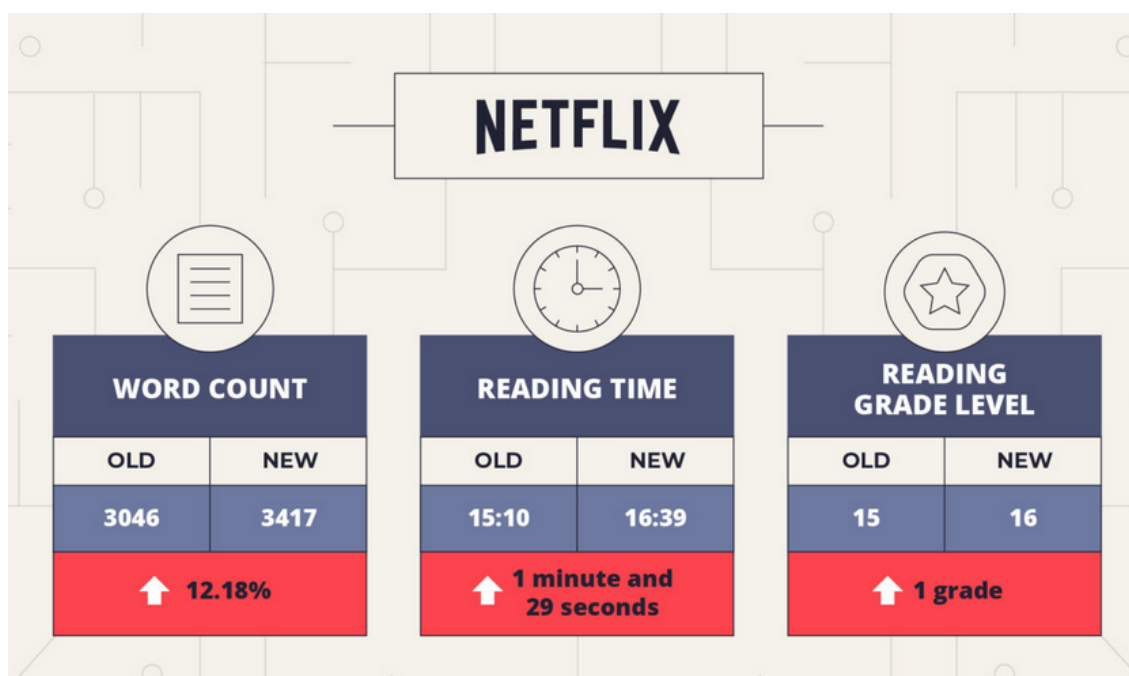 NETFLIX
WORD COUNT
OLD NEW
3046 3417
12.18%
READING TIME
OLD NEW
15:10 16:39
1 minute and
29 seconds
READING
GRADE LEVEL
OLD NEW
15 16
1 grade